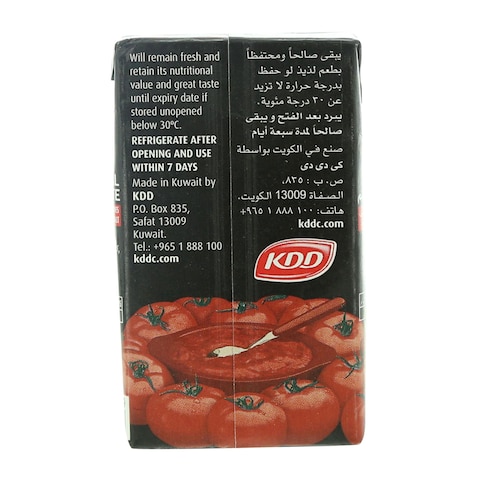 Will remain fresh and
retain its nutritional
value and great taste
until expiry date if
stored unopened
below 30ºC.
REFRIGERATE AFTER
OPENING AND USE
WITHIN 7 DAYS
Made in Kuwait by
KDD
P.O. Box 835,
Safat 13009
Kuwait.
Tel.: +965 1 888 100
kddc.com
يبقى صالحاً ومحتفظاً
بطعم لذيذ لو حفظ
بدرجة حرارة لا تزيد
عن ٣٠ درجة مئوية.
يبرد بعد الفتح و يبقى
صالحاً لمدة سبعة أيام
صنع في الكويت بواسطة
كى دى دى
ص. ب : ٨٣٥،
الصفاة 13009 الكويت.
هاتف: ١٠٠ ٨٨٨ ١ ٩٦٥+
kddc.com
KDD